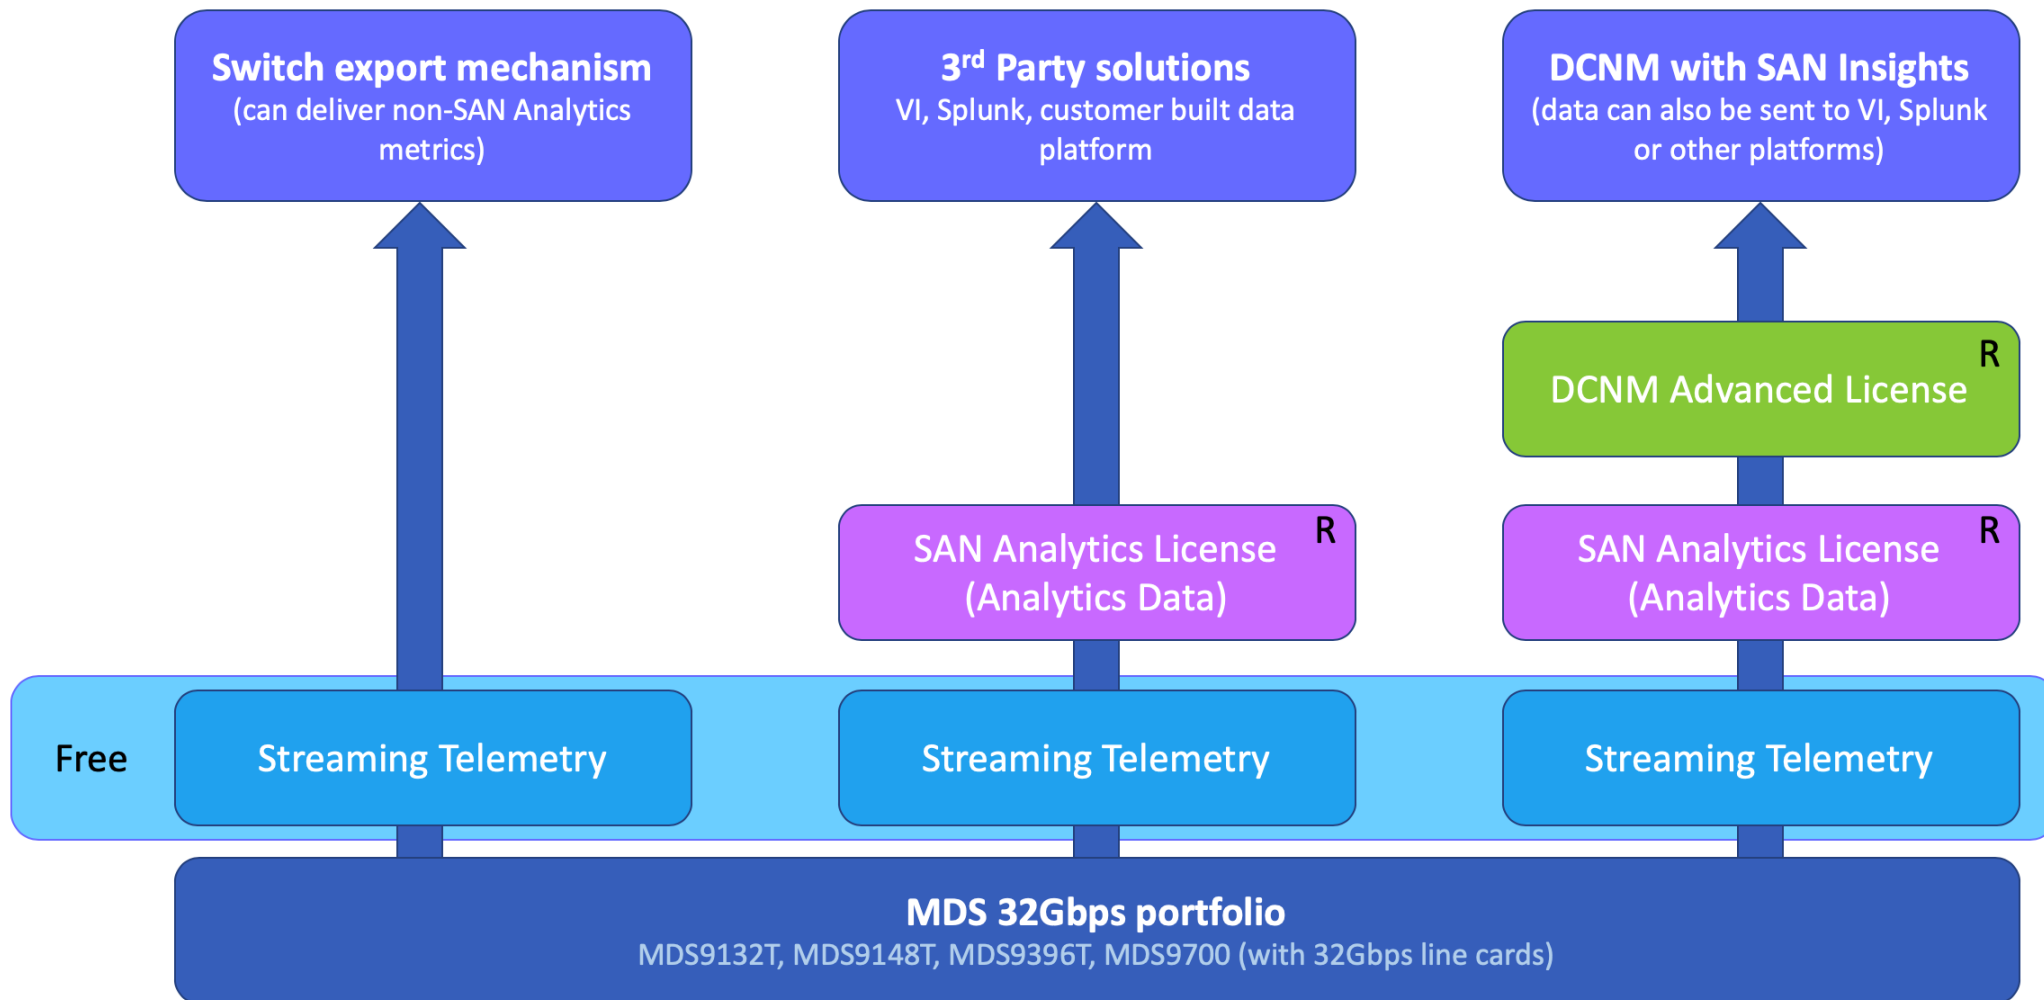 Switch export mechanism
(can deliver non-SAN Analytics
metrics)
3rd Party solutions
VI, Splunk, customer built data
platform
DCNM with SAN Insights
(data can also be sent to VI, Splunk
or other platforms)
R
DCNM Advanced License
R
SAN Analytics License
(Analytics Data)
R
SAN Analytics License
(Analytics Data)
Free
Streaming Telemetry
Streaming Telemetry
Streaming Telemetry
MDS 32Gbps portfolio
MDS9132T, MDS9148T, MDS9396T, MDS9700 (with 32Gbps line cards)